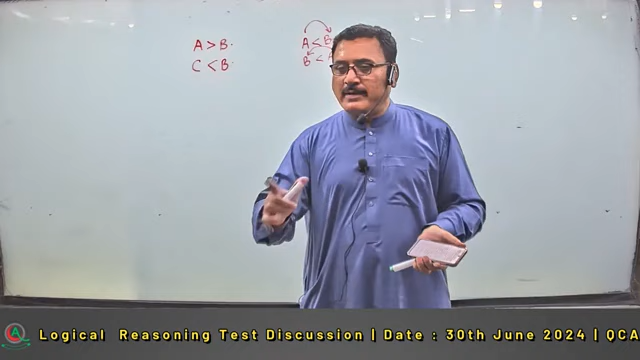 A > B
C < B
A < B
B <
Logical Reasoning Test Discussion | Date : 30th June 2024 | QCA